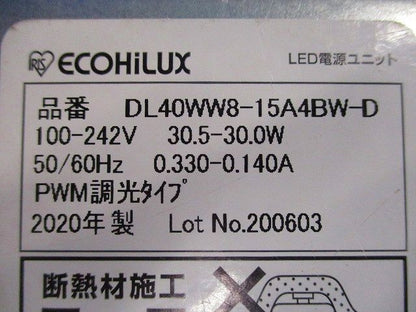 IRIS ECOHiLUX LED電源ユニット
品番 DL40WW8-15A4BW-D
100-242V 30.5-30.0W
50/60Hz 0.330-0.140A
PWM調光タイプ
2020年製 Lot No.200603
断熱材施工